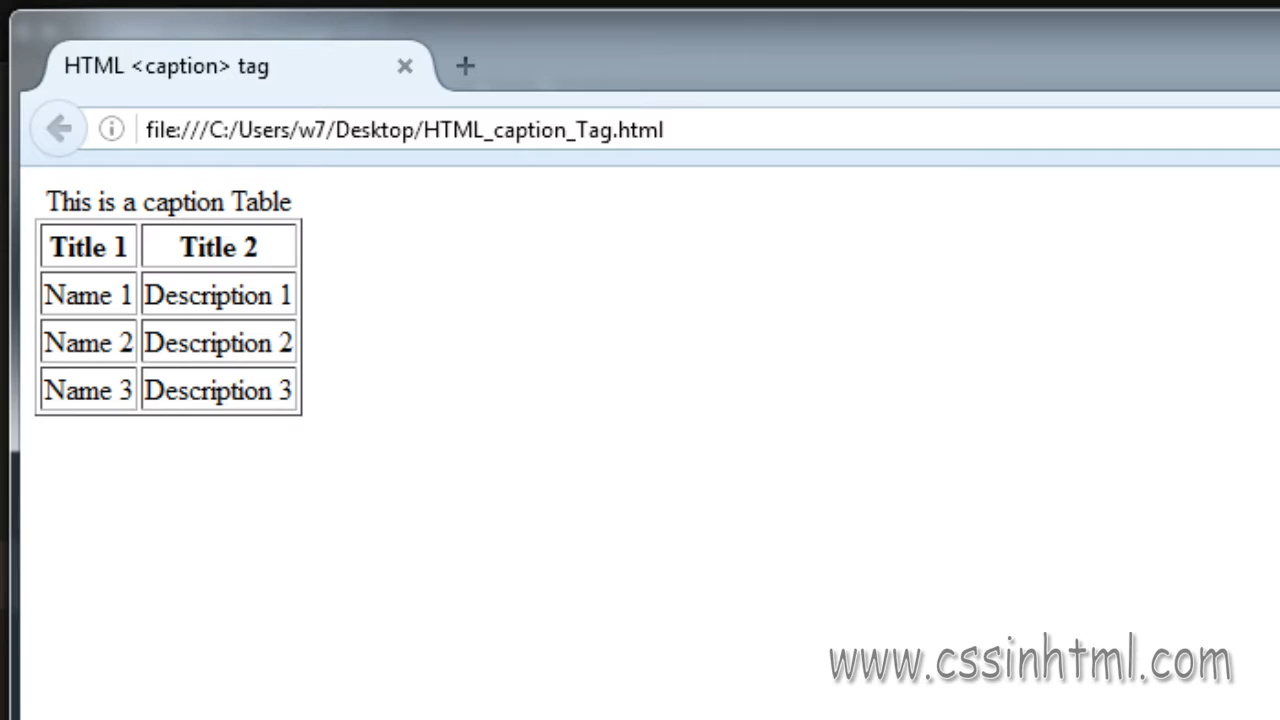 HTML <caption> tag
file:///C:/Users/w7/Desktop/HTML_caption_Tag.html
This is a caption Table
Title 1 Title 2
Name 1 Description 1
Name 2 Description 2
Name 3 Description 3
www.cssinhtml.com